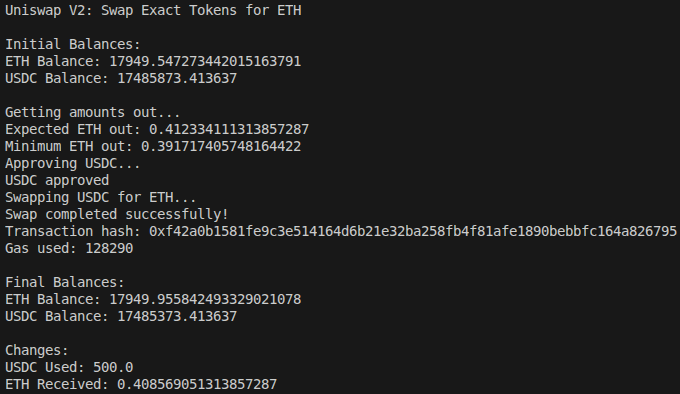 Uniswap V2: Swap Exact Tokens for ETH
Initial Balances:
ETH Balance: 17949.547273442015163791
USDC Balance: 17485873.413637
Getting amounts out...
Expected ETH out: 0.412334111313857287
Minimum ETH out: 0.391717405748164422
Approving USDC...
USDC approved
Swapping USDC for ETH...
Swap completed successfully!
Transaction hash: 0xf42a0b1581fe9c3e514164d6b21e32ba258fb4f81afe1890bebbfc164a826795
Gas used: 128290
Final Balances:
ETH Balance: 17949.955842493329021078
USDC Balance: 17485373.413637
Changes:
USDC Used: 500.0
ETH Received: 0.408569051313857287